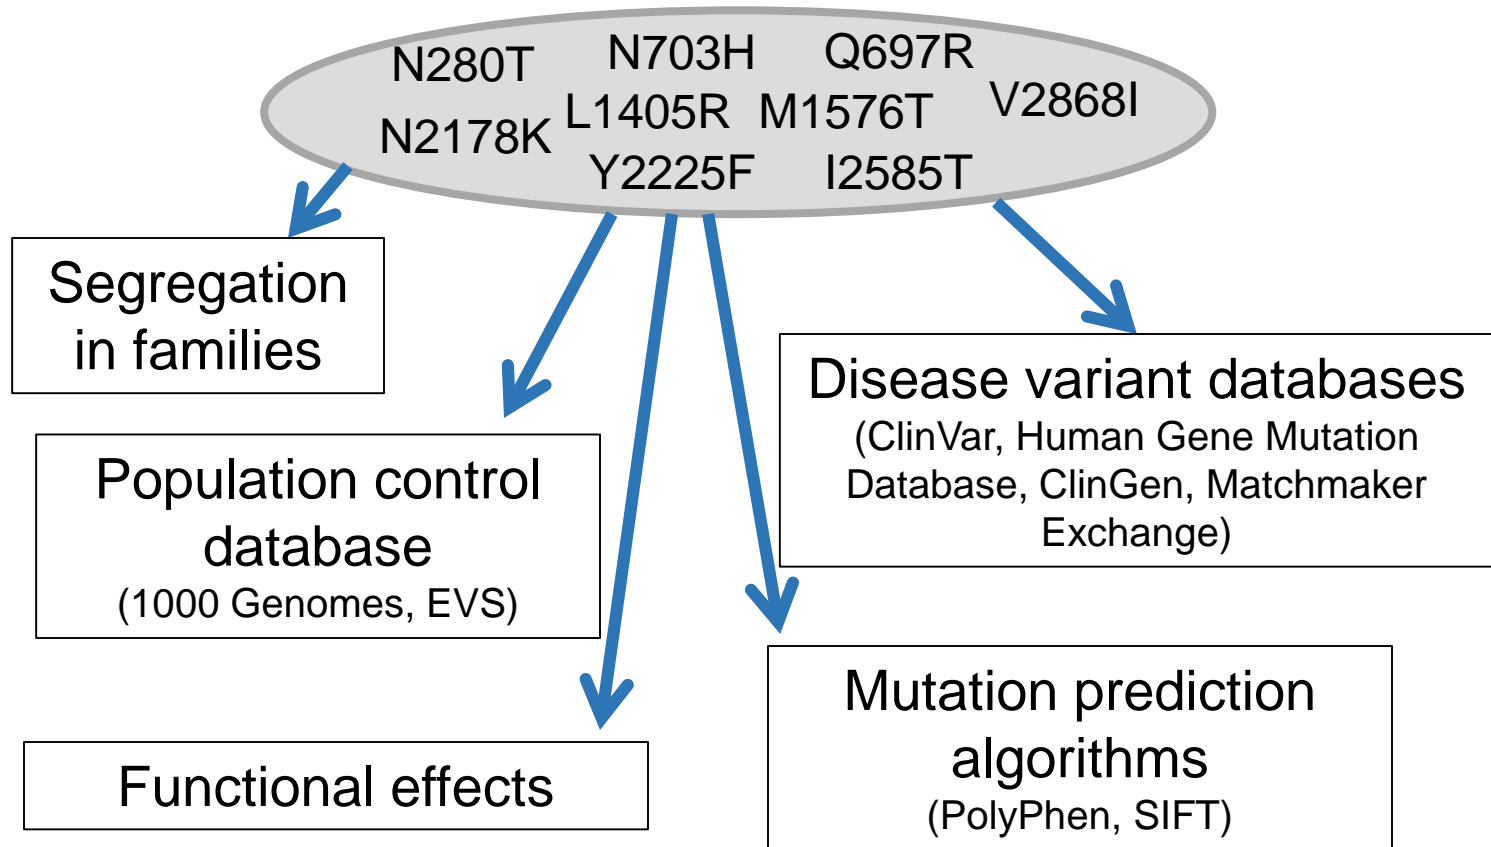 N280T
N703H
Q697R
V2868I
N2178K
L1405R
M1576T
Y2225F
I2585T
Segregation
in families
Population control
database
(1000 Genomes, EVS)
Functional effects
Disease variant databases
(ClinVar, Human Gene Mutation
Database, ClinGen, Matchmaker
Exchange)
Mutation prediction
algorithms
(PolyPhen, SIFT)